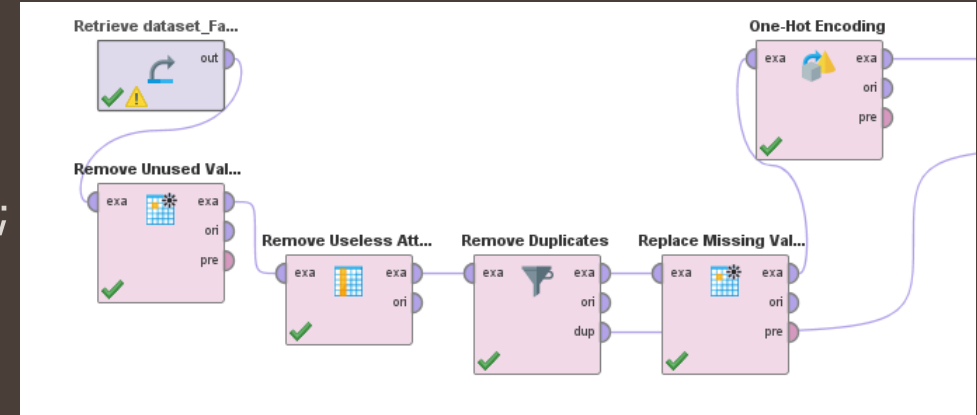 Retrieve dataset_Fa...
out
One-Hot Encoding
exa exa
ori
pre
Remove Unused Val...
exa exa
ori
pre
;
Remove Useless Att...
exa exa
ori
Remove Duplicates
exa exa
ori
dup
Replace Missing Val...
exa exa
ori
pre